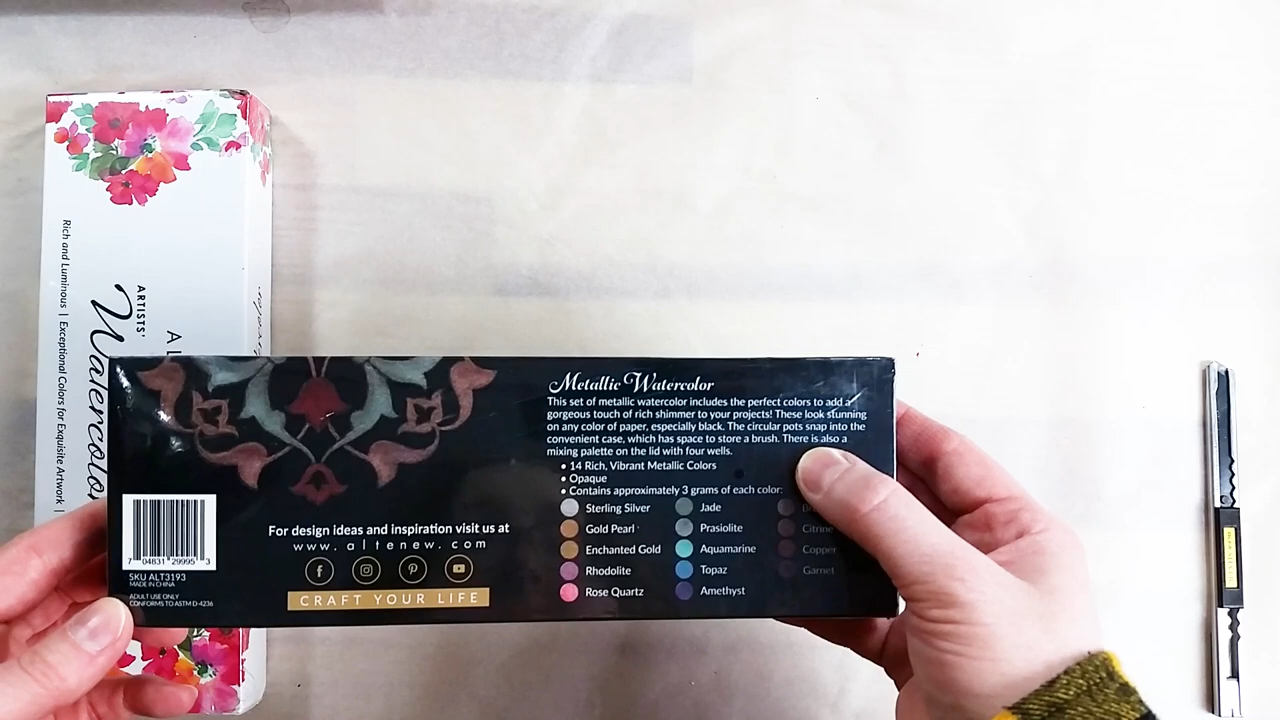 Rich and Luminous | Exceptional Colors for Exquisite Artwork |
ARTISTS'
Watercolor
Metallic Watercolor
This set of metallic watercolor includes the perfect colors to add a
gorgeous touch of rich shimmer to your projects! These look stunning
on any color of paper, especially black. The circular pots snap into the
convenient case, which has space to store a brush. There is also a
mixing palette on the lid with four wells.
• 14 Rich, Vibrant Metallic Colors
• Opaque
• Contains approximately 3 grams of each color:
Sterling Silver
Gold Pearl
Enchanted Gold
Rhodolite
Rose Quartz
Jade
Prasiolite
Aquamarine
Topaz
Amethyst
Citrine
Copper
Garnet
For design ideas and inspiration visit us at
www.altenew.com
CRAFT YOUR LIFE
7 04831 29995 3
SKU ALT3193
MADE IN CHINA
ADULT USE ONLY
CONFORMS TO ASTM D-4236